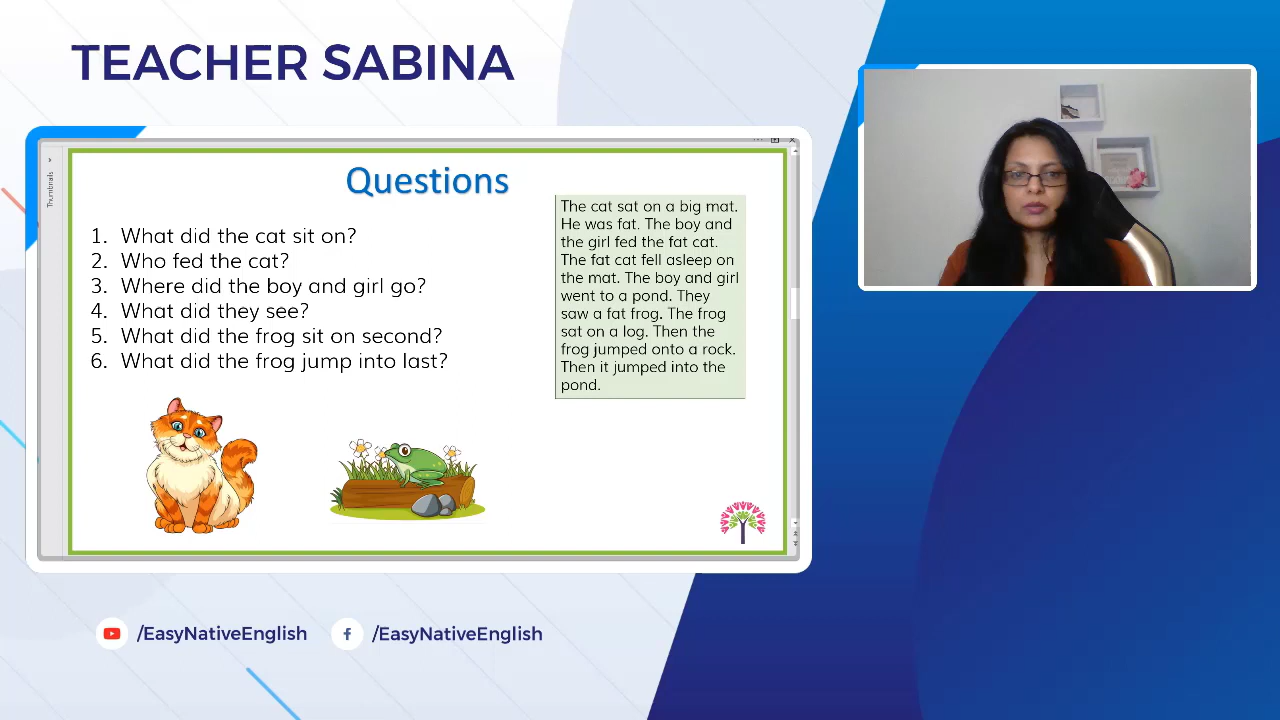 TEACHER SABINA
Thumbnails
Questions
1. What did the cat sit on?
2. Who fed the cat?
3. Where did the boy and girl go?
4. What did they see?
5. What did the frog sit on second?
6. What did the frog jump into last?
The cat sat on a big mat.
He was fat. The boy and
the girl fed the fat cat.
The fat cat fell asleep on
the mat. The boy and girl
went to a pond. They
saw a fat frog. The frog
sat on a log. Then the
frog jumped onto a rock.
Then it jumped into the
pond.
/EasyNativeEnglish
/EasyNativeEnglish